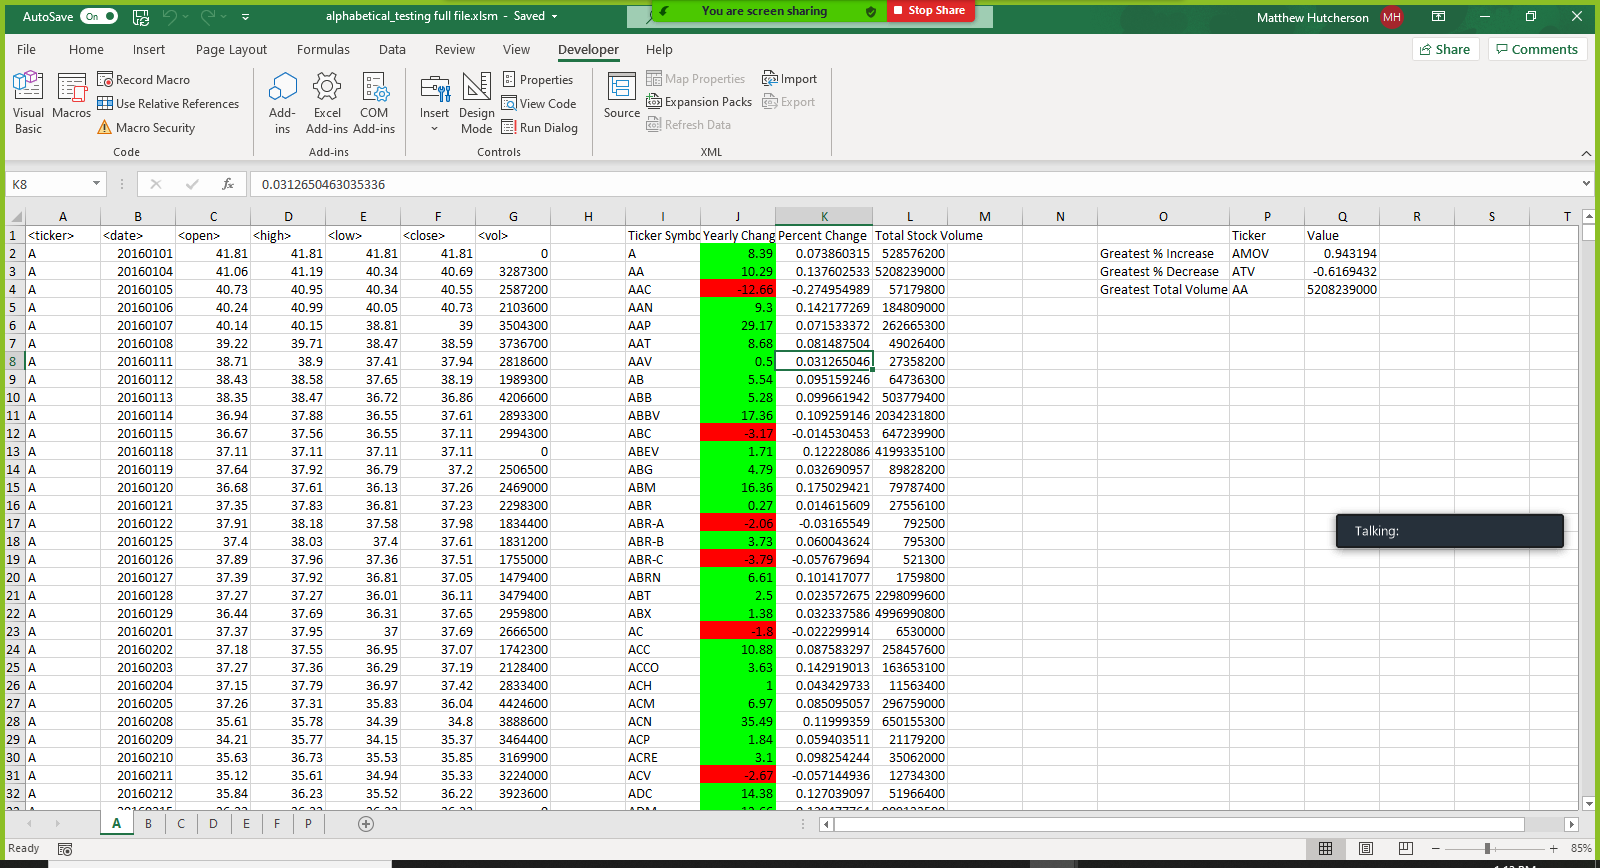 AutoSave On alphabetical_testing full file.xlsm - Saved You are screen sharing Stop Share Matthew Hutcherson MH
File Home Insert Page Layout Formulas Data Review View Developer Help Share Comments
Visual Basic Macros Record Macro Use Relative References Macro Security Add-ins Excel Add-ins COM Add-ins Insert Design Mode Properties View Code Run Dialog Source Map Properties Expansion Packs Refresh Data Import Export
Code Add-ins Controls XML
K8 fx 0.0312650463035336
A B C D E F G H I J K L M N O P Q R S T
1 <ticker> <date> <open> <high> <low> <close> <vol> Ticker Symbo Yearly Chang Percent Change Total Stock Volume Ticker Value
2 A 20160101 41.81 41.81 41.81 41.81 0 A 8.39 0.073860315 528576200 Greatest % Increase AMOV 0.943194
3 A 20160104 41.06 41.19 40.34 40.69 3287300 AA 10.29 0.137602533 5208239000 Greatest % Decrease ATV -0.6169432
4 A 20160105 40.73 40.95 40.34 40.55 2587200 AAC -12.66 -0.274954989 57179800 Greatest Total Volume AA 5208239000
5 A 20160106 40.24 40.99 40.05 40.73 2103600 AAN 9.3 0.142177269 184809000
6 A 20160107 40.14 40.15 38.81 39 3504300 AAP 29.17 0.071533372 262665300
7 A 20160108 39.22 39.71 38.47 38.59 3736700 AAT 8.68 0.081487504 49026400
8 A 20160111 38.71 38.9 37.41 37.94 2818600 AAV 0.5 0.031265046 27358200
9 A 20160112 38.43 38.58 37.65 38.19 1989300 AB 5.54 0.095159246 64736300
10 A 20160113 38.35 38.47 36.72 36.86 4206600 ABB 5.28 0.099661942 503779400
11 A 20160114 36.94 37.88 36.55 37.61 2893300 ABBV 17.36 0.109259146 2034231800
12 A 20160115 36.67 37.56 36.55 37.11 2994300 ABC -3.17 -0.014530453 647239900
13 A 20160118 37.11 37.11 37.11 37.11 0 ABEV 1.71 0.12228086 4199335100
14 A 20160119 37.64 37.92 36.79 37.2 2506500 ABG 4.79 0.032690957 89828200
15 A 20160120 36.68 37.61 36.13 37.26 2469000 ABM 16.36 0.175029421 79787400
16 A 20160121 37.35 37.83 36.81 37.23 2298300 ABR 0.27 0.014615609 27556100
17 A 20160122 37.91 38.18 37.58 37.98 1834400 ABR-A -2.06 -0.03165549 792500
18 A 20160125 37.4 38.03 37.4 37.61 1831200 ABR-B 3.73 0.060043624 795300
19 A 20160126 37.89 37.96 37.36 37.51 1755000 ABR-C -3.79 -0.057679694 521300
20 A 20160127 37.39 37.92 36.81 37.05 1479400 ABRN 6.61 0.101417077 1759800
21 A 20160128 37.27 37.27 36.01 36.11 3479400 ABT 2.5 0.023572675 2298099600
22 A 20160129 36.44 37.69 36.31 37.65 2959800 ABX 1.38 0.032337586 4996990800
23 A 20160201 37.37 37.95 37 37.69 2666500 AC -1.8 -0.022299914 6530000
24 A 20160202 37.18 37.55 36.95 37.07 1742300 ACC 10.88 0.087583297 258457600
25 A 20160203 37.27 37.36 36.29 37.19 2128400 ACCO 3.63 0.142919013 163653100
26 A 20160204 37.15 37.79 36.97 37.42 2833400 ACH 1 0.043429733 11563400
27 A 20160205 37.26 37.31 35.83 36.04 4424600 ACM 6.97 0.085095057 296759000
28 A 20160208 35.61 35.78 34.39 34.8 3888600 ACN 35.49 0.11999359 650155300
29 A 20160209 34.21 35.77 34.15 35.37 3464400 ACP 1.84 0.059403511 21179200
30 A 20160210 35.63 36.73 35.53 35.85 3169900 ACRE 3.1 0.098254244 35062000
31 A 20160211 35.12 35.61 34.94 35.33 3224000 ACV -2.67 -0.057144936 12734300
32 A 20160212 35.84 36.23 35.52 36.22 3923600 ADC 14.38 0.127039097 51966400
Talking:
A B C D E F P
Ready 85%